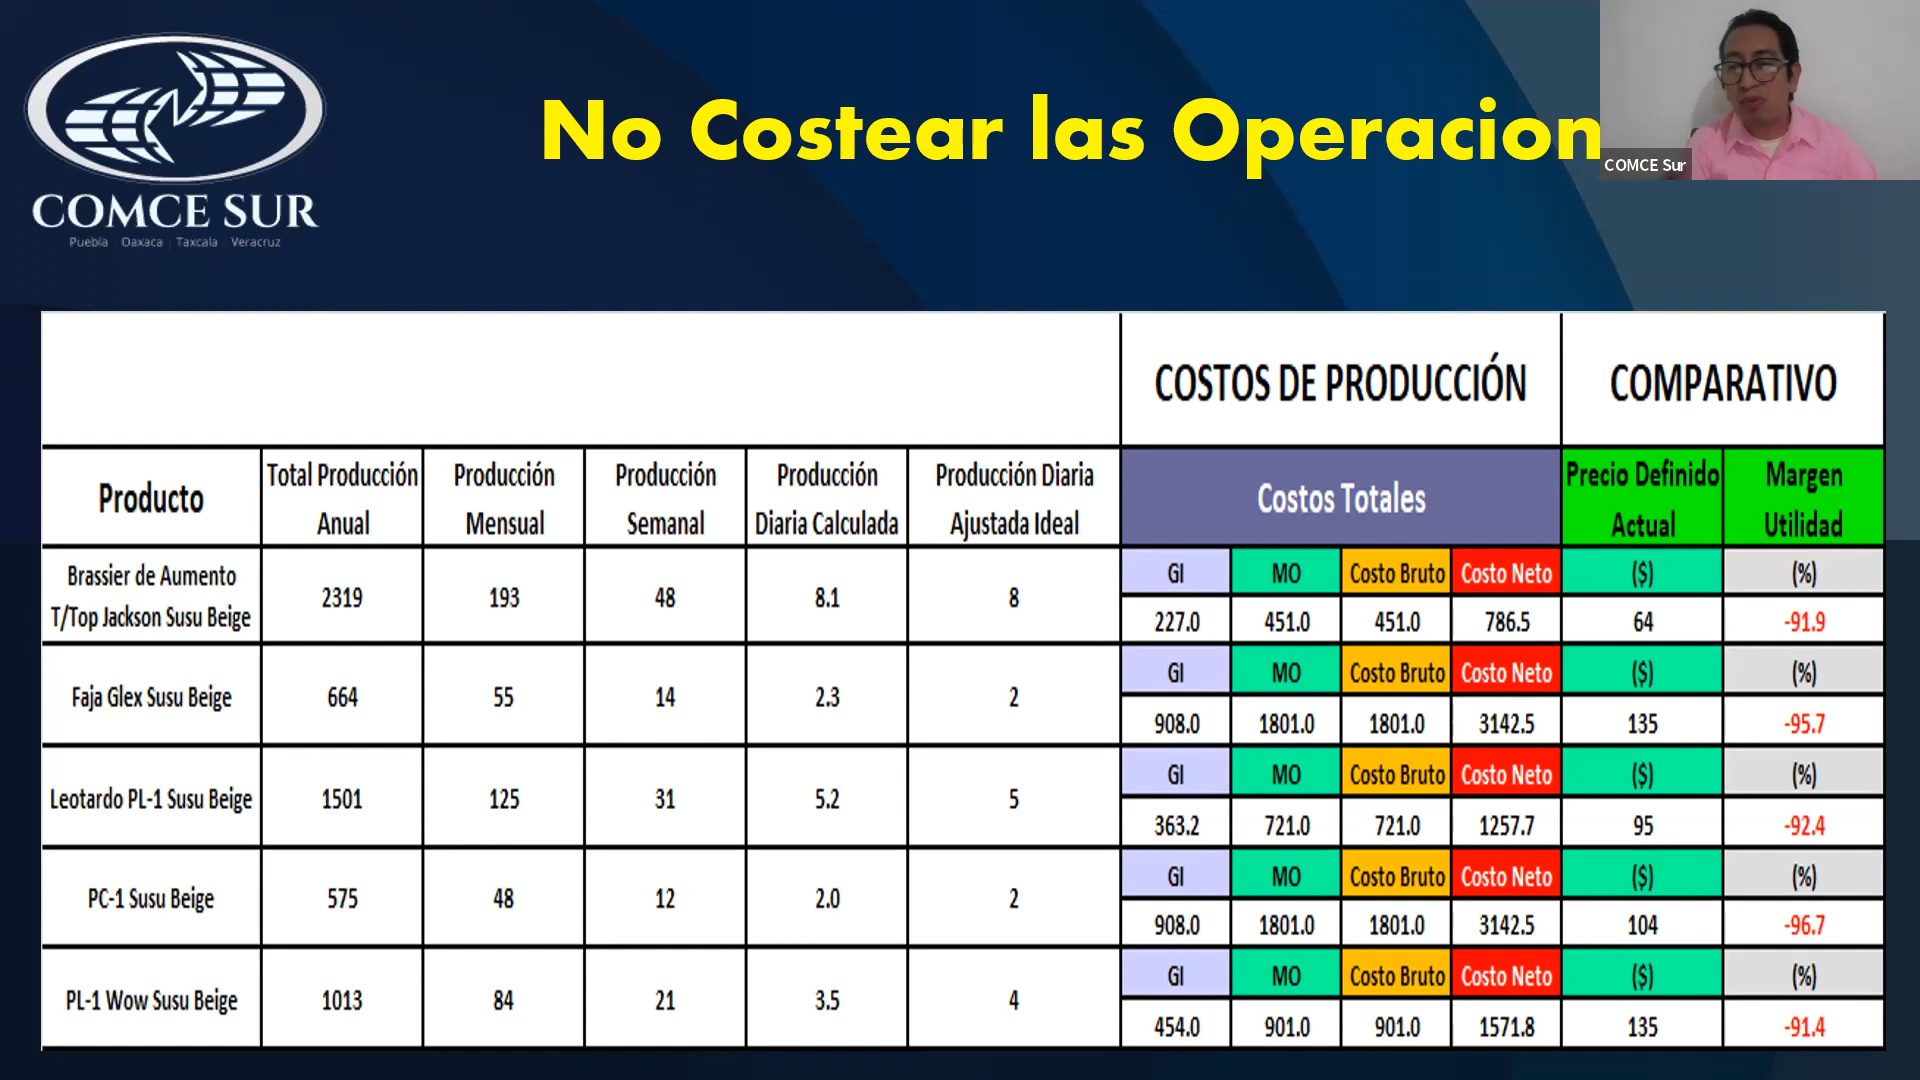 COMCE SUR
Puebla Oaxaca Taxcala Veracruz
No Costear las Operacion
COMCE Sur
COSTOS DE PRODUCCIÓN
COMPARATIVO
Producto
Total Producción Anual
Producción Mensual
Producción Semanal
Producción Diaria Calculada
Producción Diaria Ajustada Ideal
Costos Totales
Precio Definido Actual
Margen Utilidad
GI MO Costo Bruto Costo Neto ($) (%)
Brassier de Aumento T/Top Jackson Susu Beige 2319 193 48 8.1 8
227.0 451.0 451.0 786.5 64 -91.9
GI MO Costo Bruto Costo Neto ($) (%)
Faja Glex Susu Beige 664 55 14 2.3 2
908.0 1801.0 1801.0 3142.5 135 -95.7
GI MO Costo Bruto Costo Neto ($) (%)
Leotardo PL-1 Susu Beige 1501 125 31 5.2 5
363.2 721.0 721.0 1257.7 95 -92.4
GI MO Costo Bruto Costo Neto ($) (%)
PC-1 Susu Beige 575 48 12 2.0 2
908.0 1801.0 1801.0 3142.5 104 -96.7
GI MO Costo Bruto Costo Neto ($) (%)
PL-1 Wow Susu Beige 1013 84 21 3.5 4
454.0 901.0 901.0 1571.8 135 -91.4